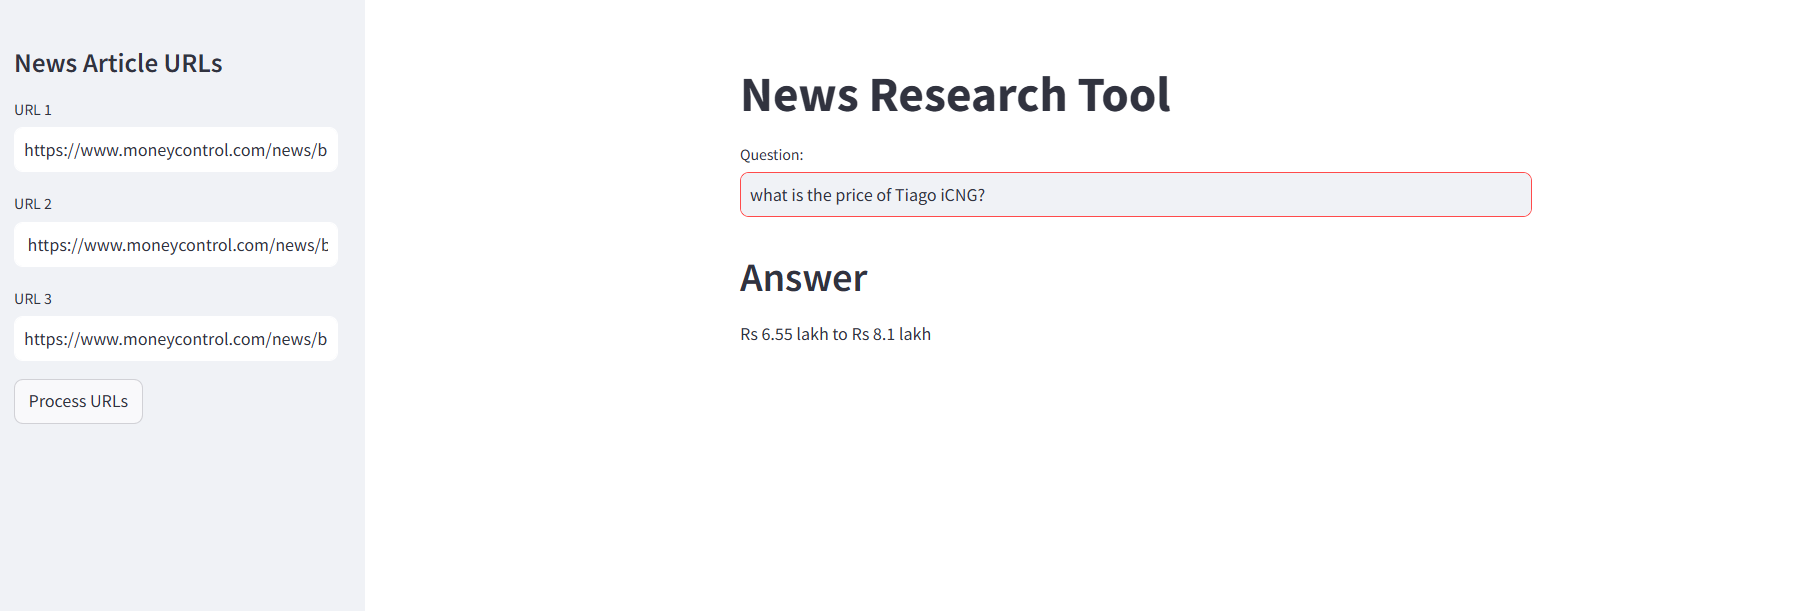 News Article URLs
URL 1
https://www.moneycontrol.com/news/b
URL 2
https://www.moneycontrol.com/news/b
URL 3
https://www.moneycontrol.com/news/b
Process URLs
News Research Tool
Question:
what is the price of Tiago iCNG?
Answer
Rs 6.55 lakh to Rs 8.1 lakh